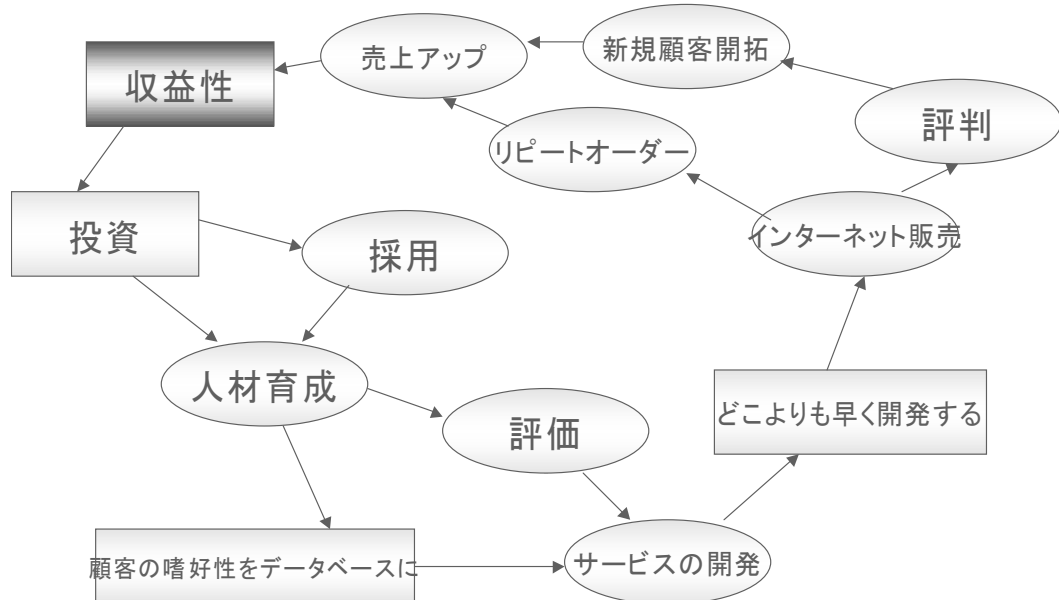 収益性
売上アップ
新規顧客開拓
評判
リピートオーダー
インターネット販売
投資
採用
人材育成
評価
どこよりも早く開発する
顧客の嗜好性をデータベースに
サービスの開発